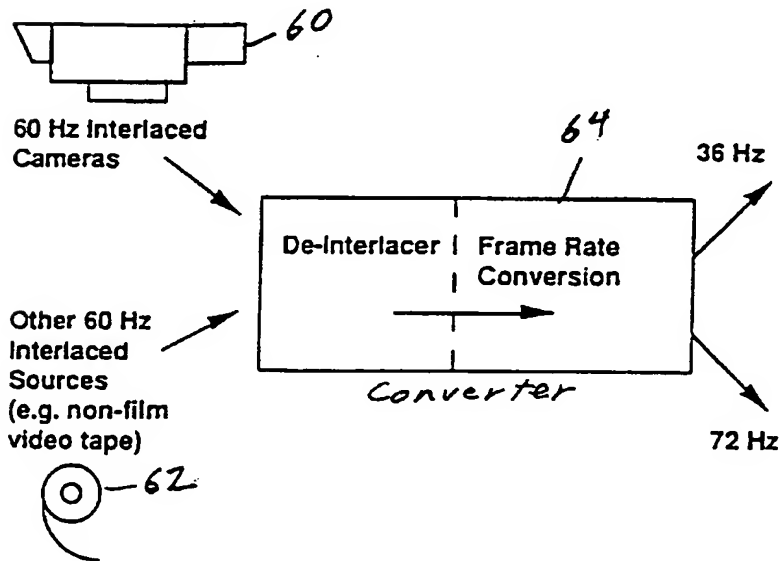 60
60 Hz Interlaced
Cameras
64
36 Hz
De-Interlacer
Frame Rate
Conversion
Other 60 Hz
Interlaced
Sources
(e.g. non-film
video tape)
Converter
72 Hz
62